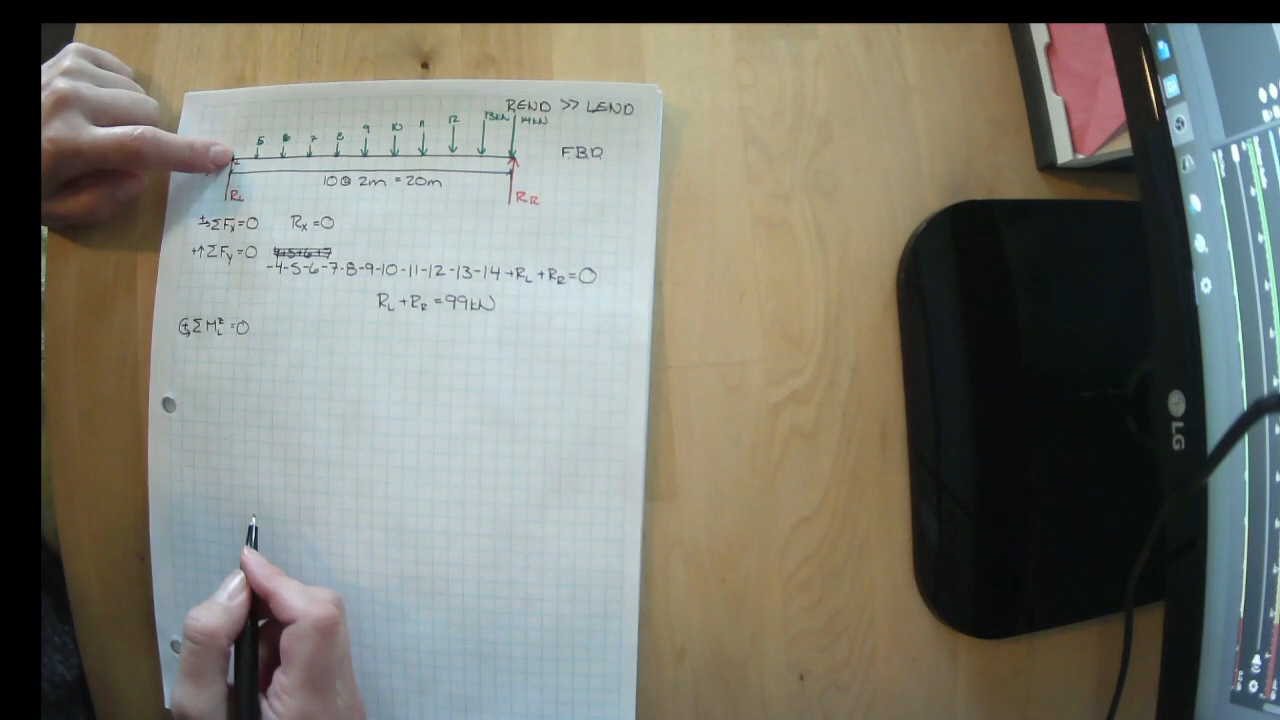 REND >> LEND
5 6 7 8 9 10 11 12 13kN 14kN
FBD
10@ 2m = 20m
RL RR
ΣFx=0 Rx=0
+↑ΣFy=0
-4-5-6-7-8-9-10-11-12-13-14+RL+RR=0
RL+RR=99kN
ΣM_L^z=0
LG